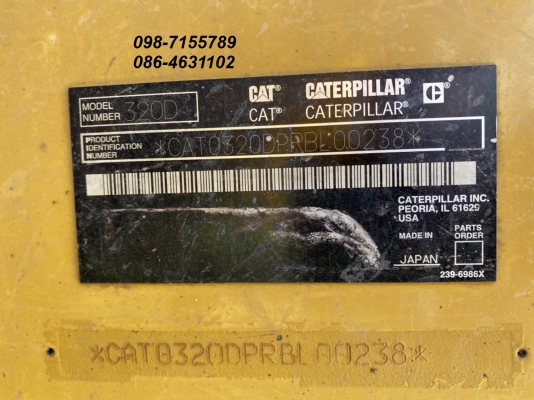 098-7155789
086-4631102
CAT CATERPILLAR C
CAT® CATERPILLAR®
MODEL NUMBER 320D
PRODUCT IDENTIFICATION NUMBER *CAT0320DPRBL00238*
CATERPILLAR INC.
PEORIA, IL 61629
USA
MADE IN
JAPAN
PARTS ORDER
239-6986X
*CAT0320DPRBL00238*